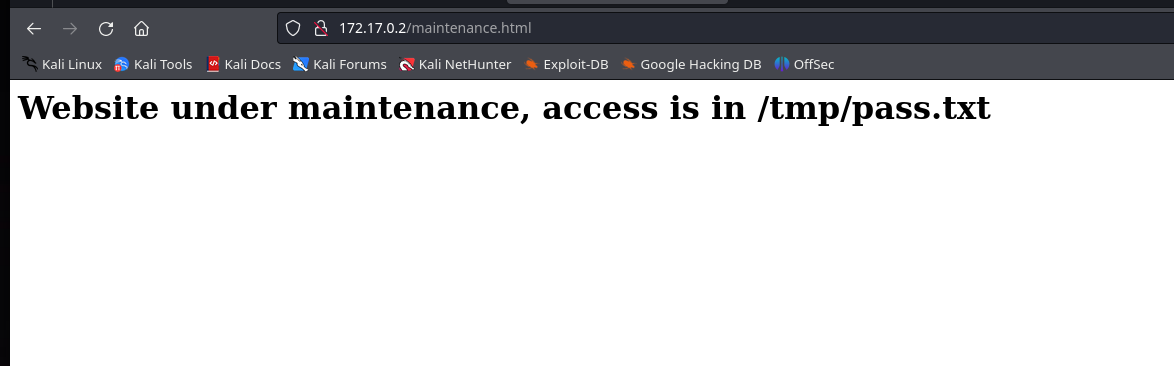 172.17.0.2/maintenance.html
Kali Linux Kali Tools Kali Docs Kali Forums Kali NetHunter Exploit-DB Google Hacking DB OffSec
Website under maintenance, access is in /tmp/pass.txt